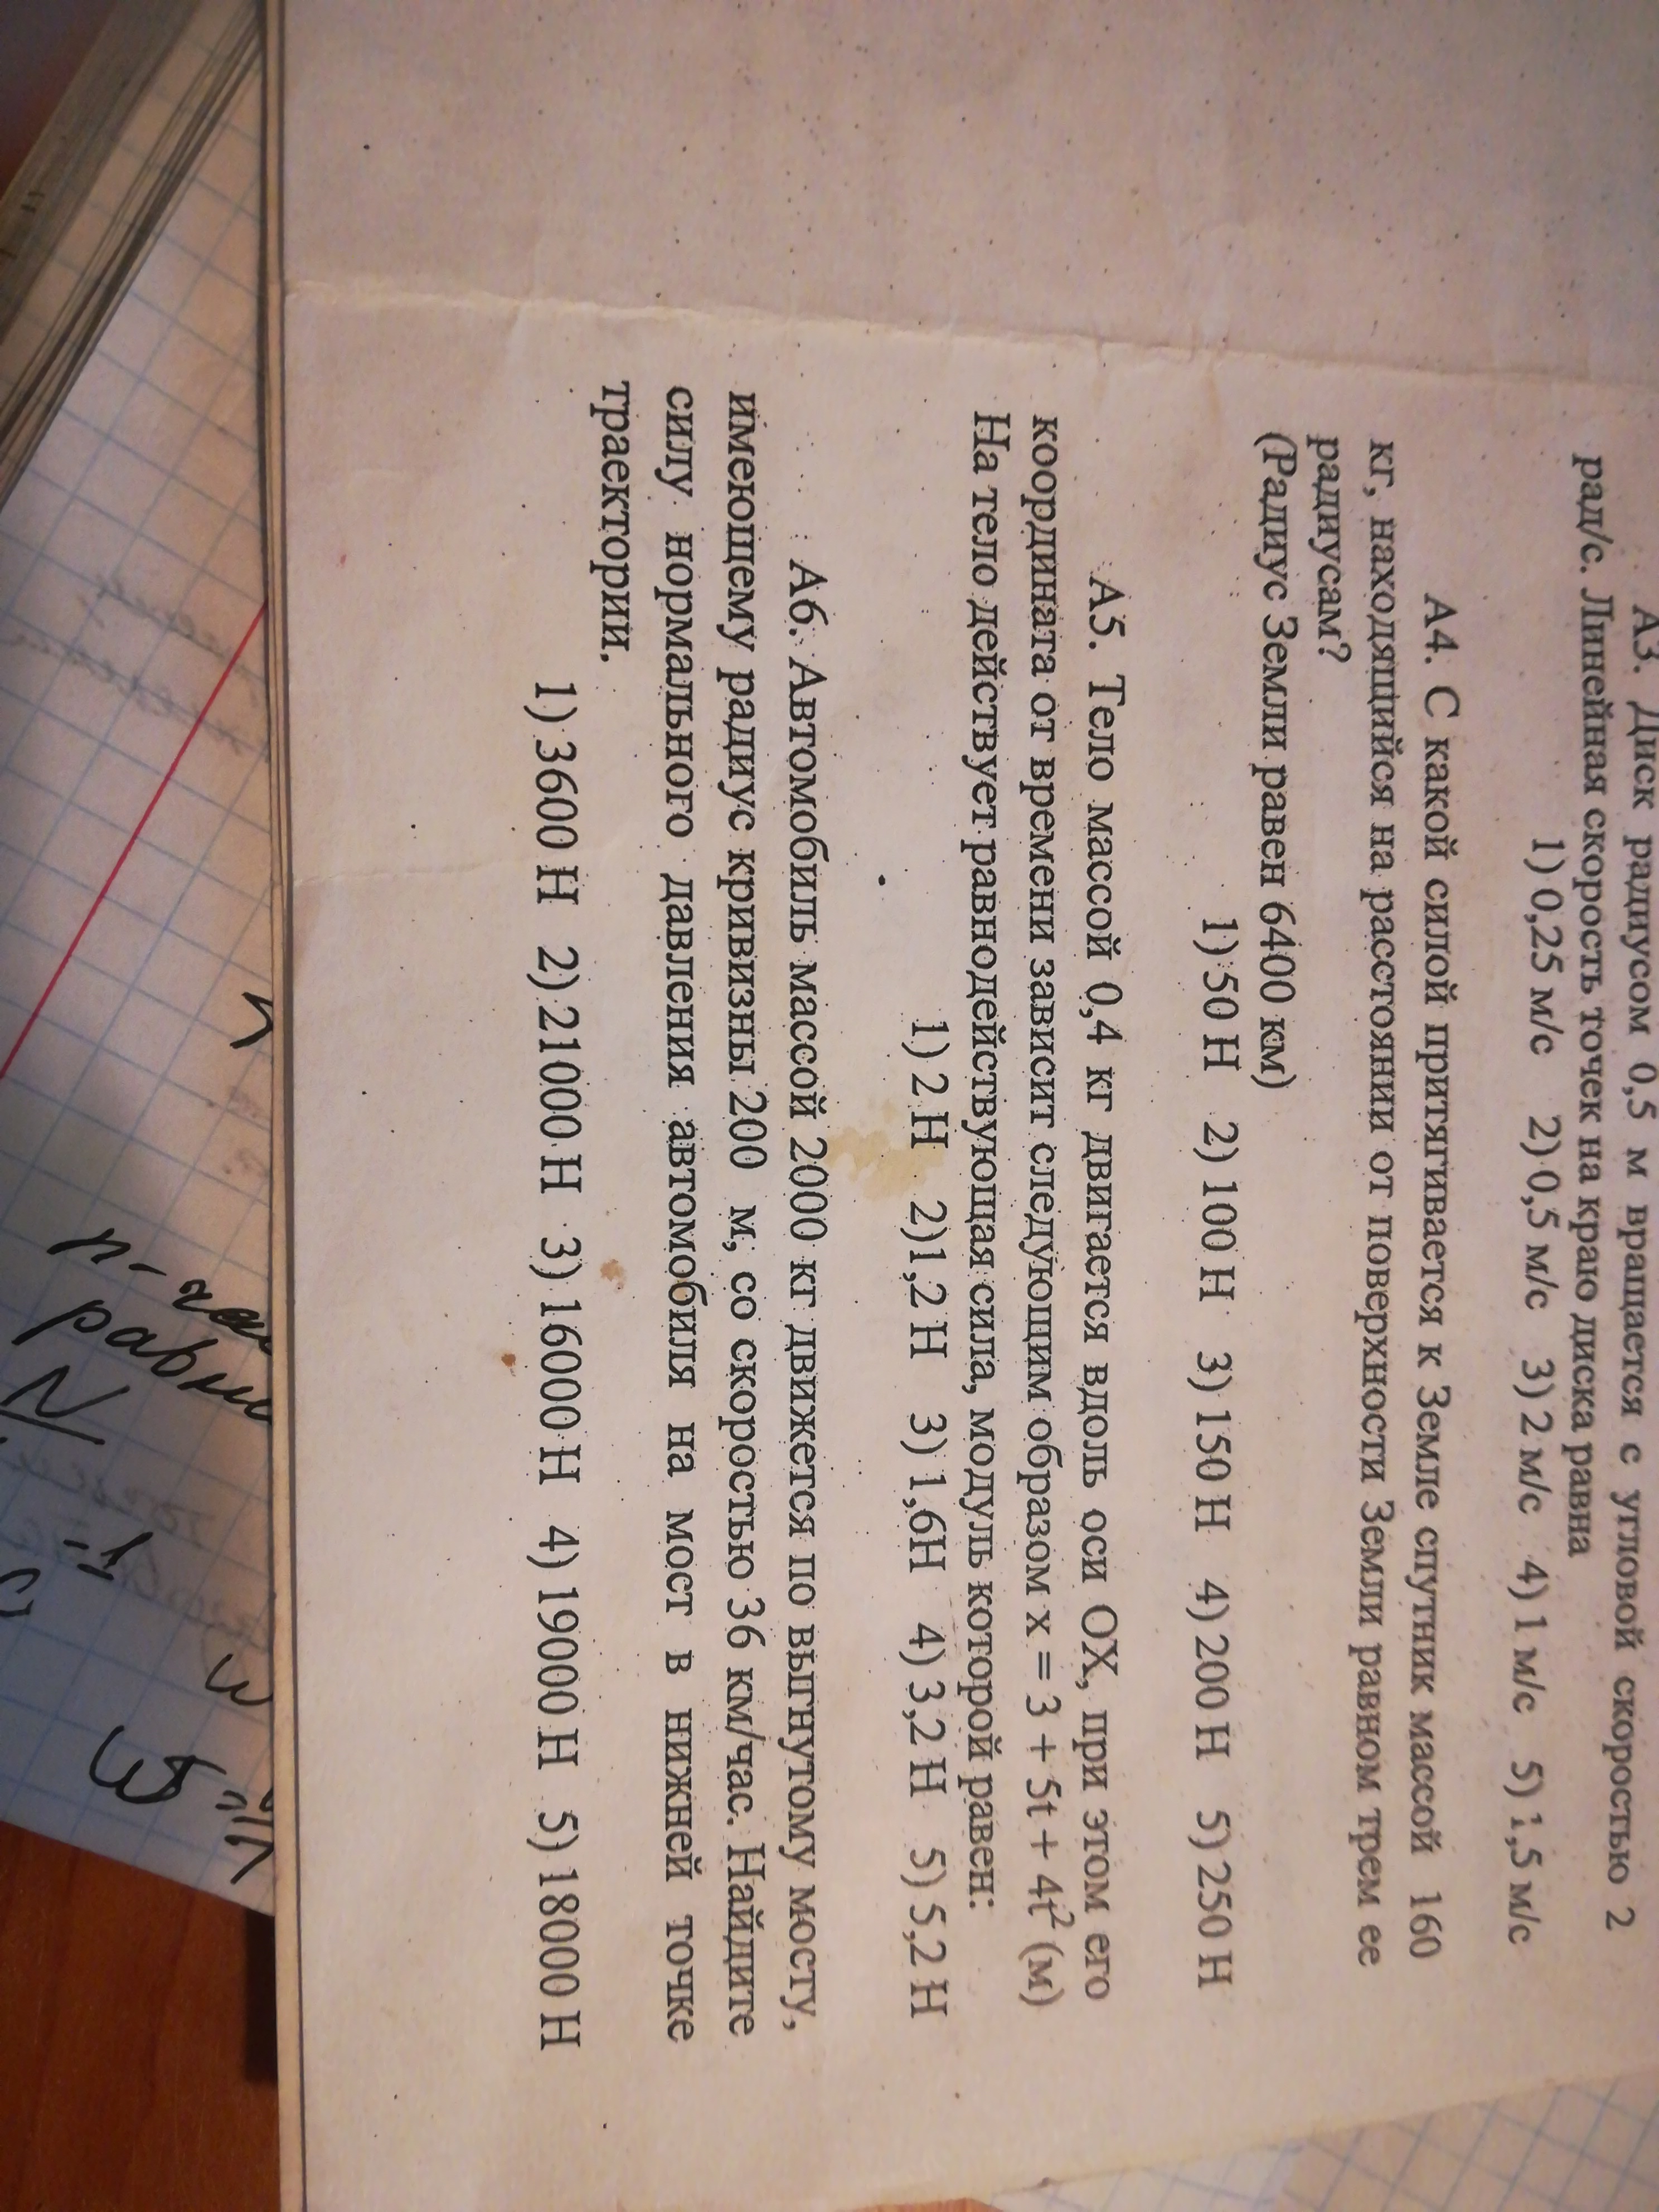 А3. Диск радиусом 0,5 м вращается с угловой скоростью 2
рад/с. Линейная скорость точек на краю диска равна
1) 0,25 м/с 2) 0,5 м/с 3) 2 м/с 4) 1 м/с 5) 1,5 м/с
А4. С какой силой притягивается к Земле спутник массой 160
кг, находящийся на расстоянии от поверхности Земли равном трем ее
радиусам?
(Радиус Земли равен 6400 км)
1) 50 Н 2) 100 Н 3) 150 Н 4) 200 Н 5) 250 Н
А5. Тело массой 0,4 кг двигается вдоль оси ОХ, при этом его
координата от времени зависит следующим образом x = 3 + 5t + 4t² (м)
На тело действует равнодействующая сила, модуль которой равен:
1) 2 Н 2)1,2 Н 3) 1,6Н 4) 3,2 Н 5) 5,2 Н
А6. Автомобиль массой 2000 кг движется по выгнутому мосту,
имеющему радиус кривизны 200 м, со скоростью 36 км/час. Найдите
силу нормального давления автомобиля на мост в нижней точке
траектории.
1) 3600 Н 2) 21000 Н 3) 16000 Н 4) 19000 Н 5) 18000 Н